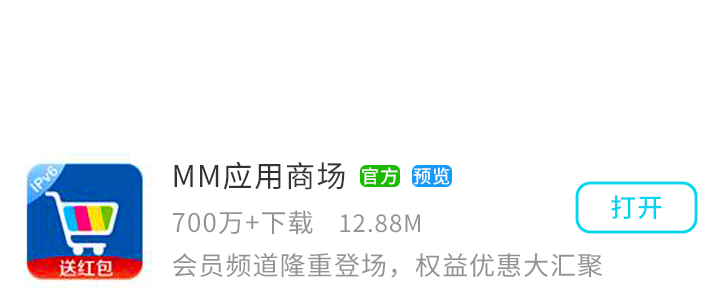 MM应用商场 官方 预览
IPv6
700万+下载 12.88M
打开
会员频道隆重登场，权益优惠大汇聚
送红包